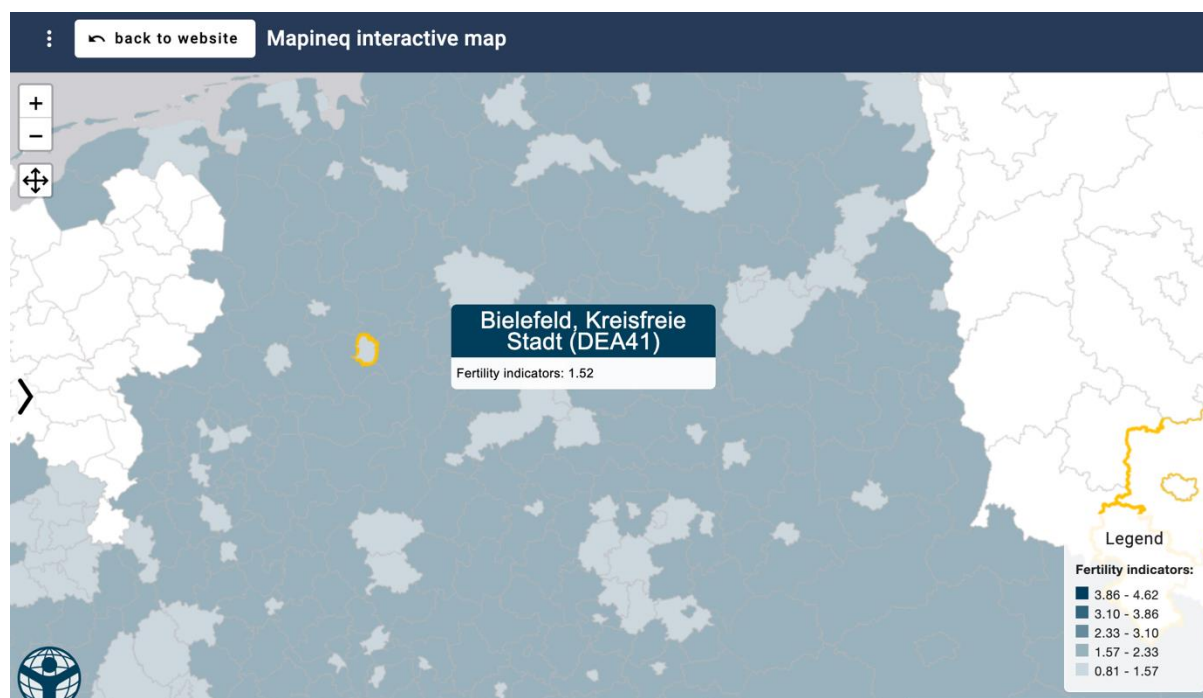 back to website
Mapineq interactive map
+
−
Bielefeld, Kreisfreie
Stadt (DEA41)
Fertility indicators: 1.52
Legend
Fertility indicators:
3.86 - 4.62
3.10 - 3.86
2.33 - 3.10
1.57 - 2.33
0.81 - 1.57